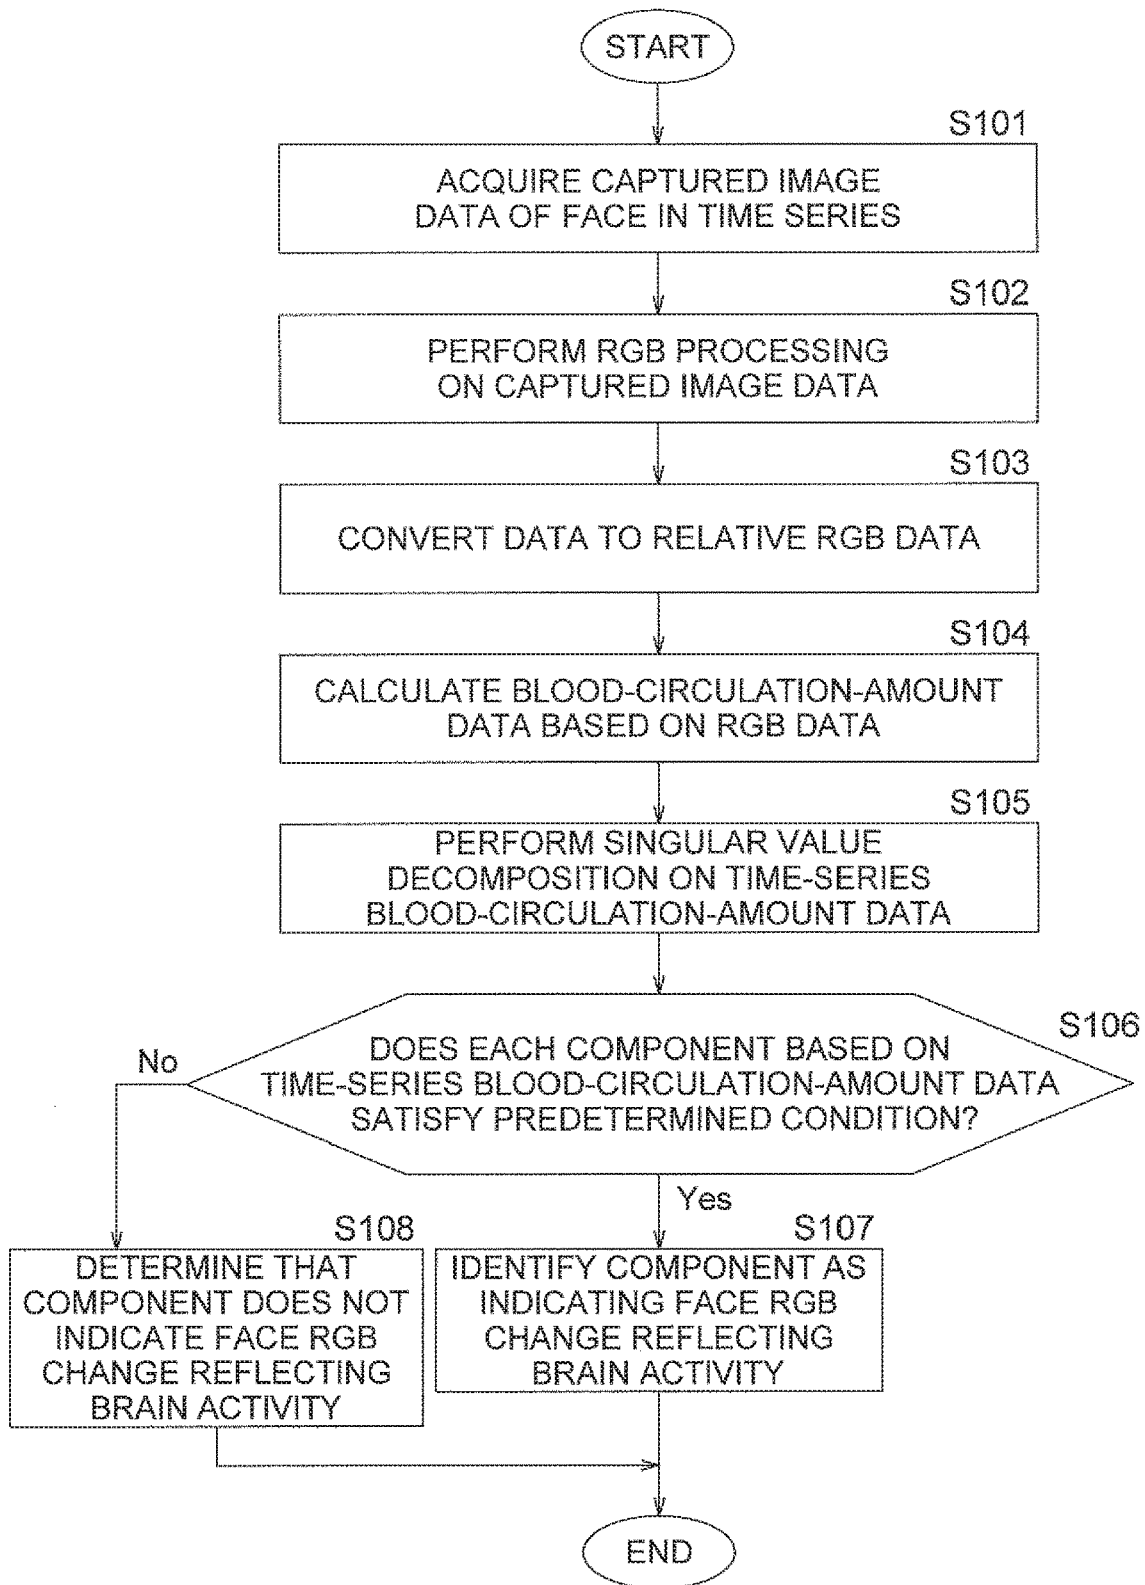 START
S101
ACQUIRE CAPTURED IMAGE
DATA OF FACE IN TIME SERIES
S102
PERFORM RGB PROCESSING
ON CAPTURED IMAGE DATA
S103
CONVERT DATA TO RELATIVE RGB DATA
S104
CALCULATE BLOOD-CIRCULATION-AMOUNT
DATA BASED ON RGB DATA
S105
PERFORM SINGULAR VALUE
DECOMPOSITION ON TIME-SERIES
BLOOD-CIRCULATION-AMOUNT DATA
S106
DOES EACH COMPONENT BASED ON
TIME-SERIES BLOOD-CIRCULATION-AMOUNT DATA
SATISFY PREDETERMINED CONDITION?
No
Yes
S108
DETERMINE THAT
COMPONENT DOES NOT
INDICATE FACE RGB
CHANGE REFLECTING
BRAIN ACTIVITY
S107
IDENTIFY COMPONENT AS
INDICATING FACE RGB
CHANGE REFLECTING
BRAIN ACTIVITY
END